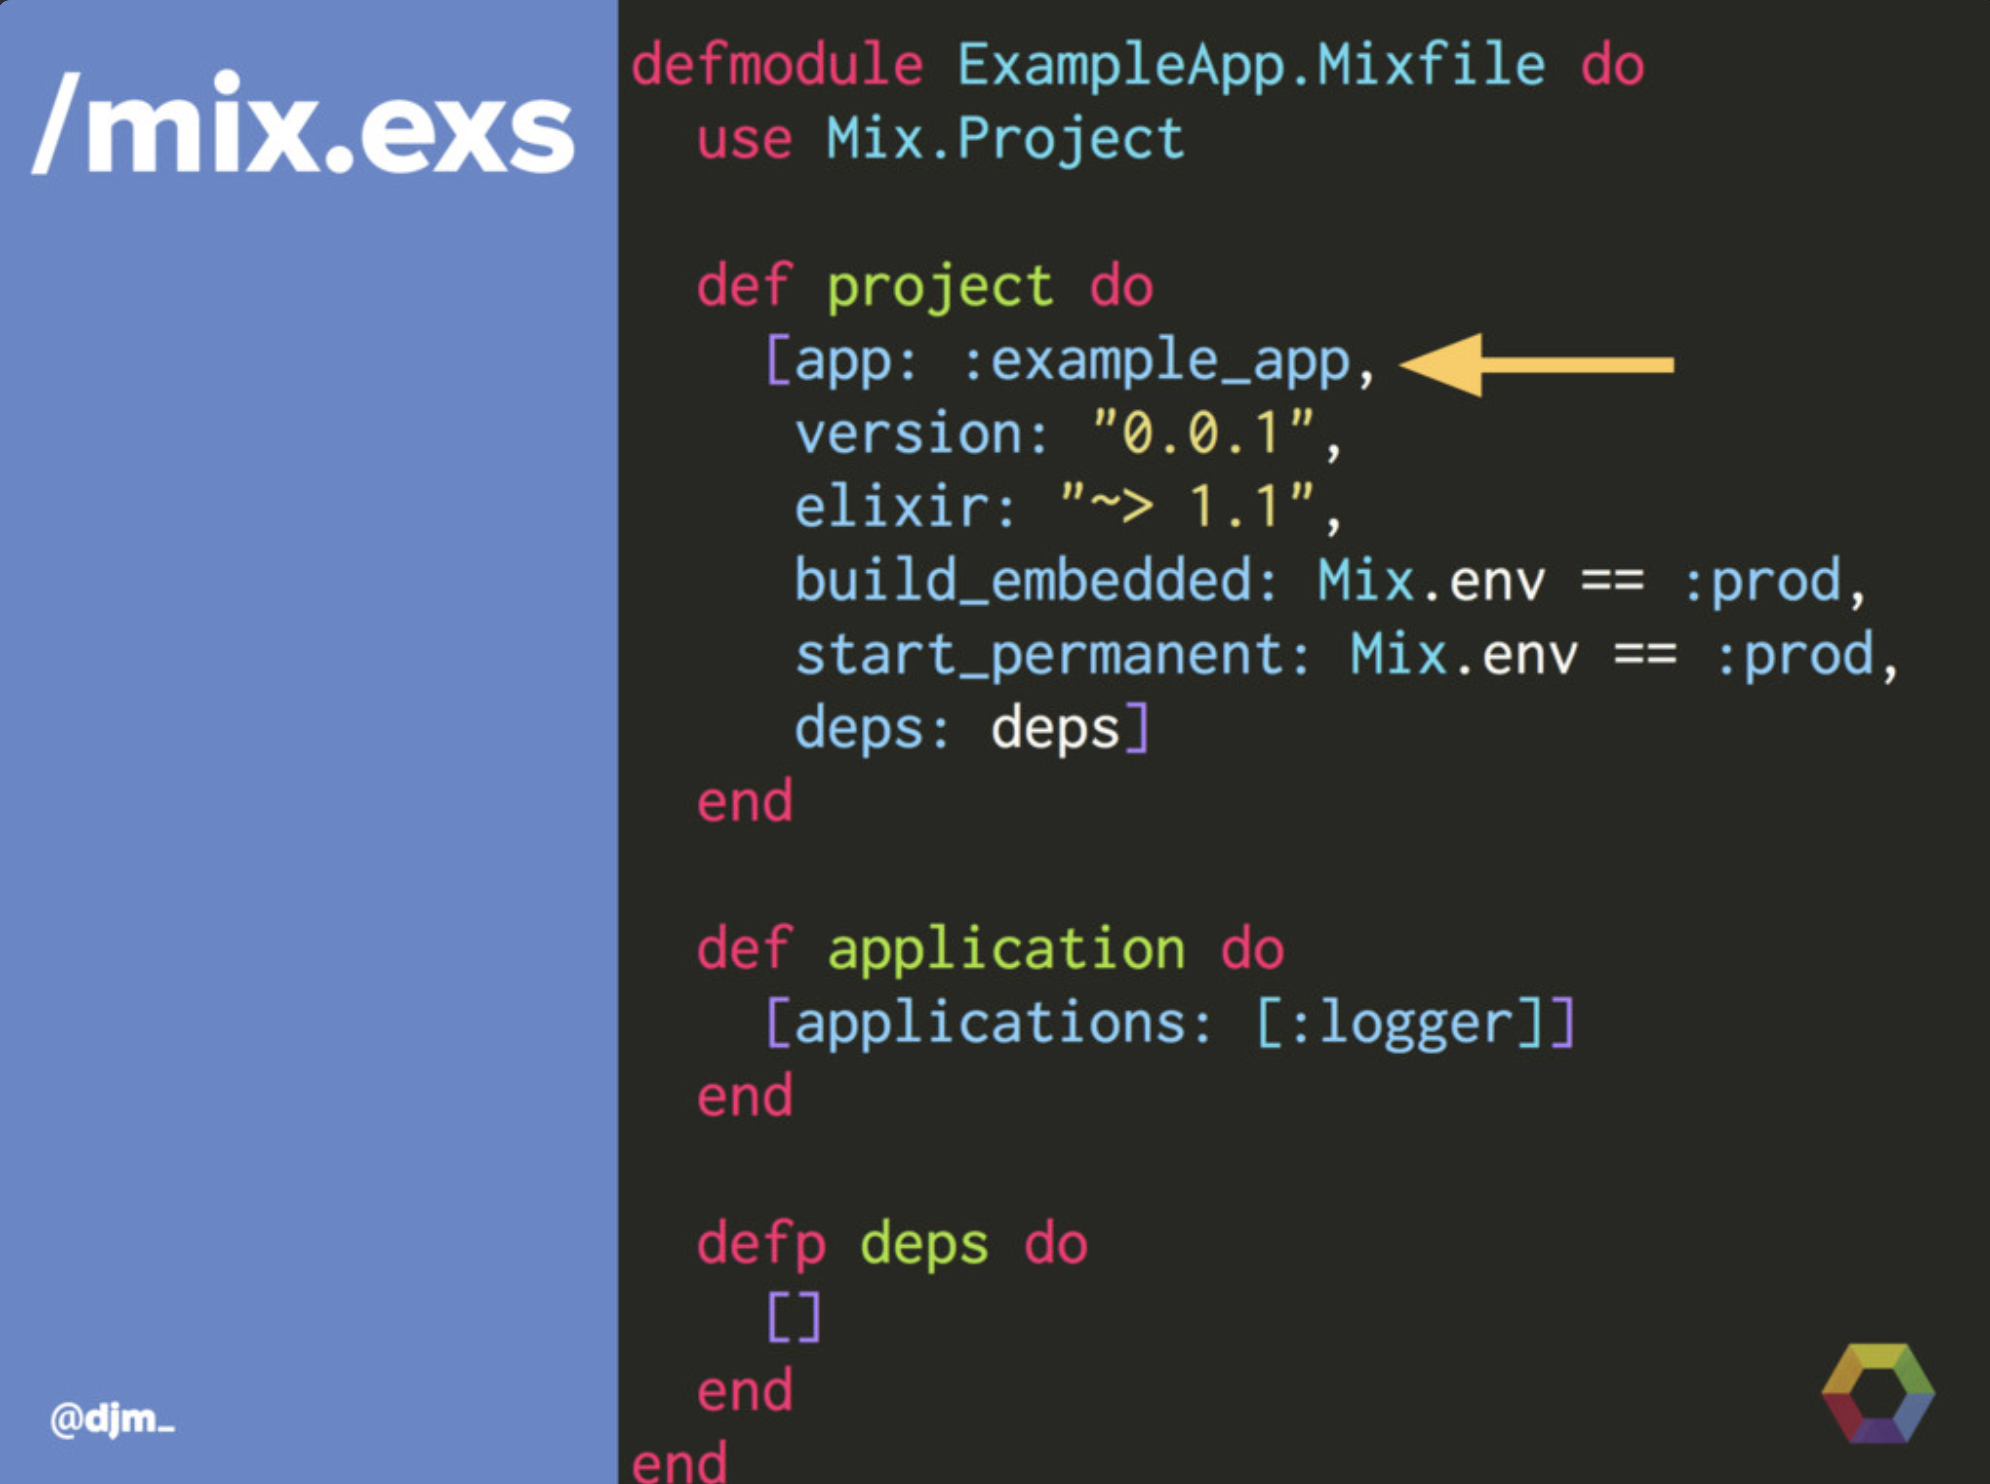 /mix.exs
defmodule ExampleApp.Mixfile do
  use Mix.Project

  def project do
    [app: :example_app,
     version: "0.0.1",
     elixir: "~> 1.1",
     build_embedded: Mix.env == :prod,
     start_permanent: Mix.env == :prod,
     deps: deps]
  end

  def application do
    [applications: [:logger]]
  end

  defp deps do
    []
  end
end
@djm_